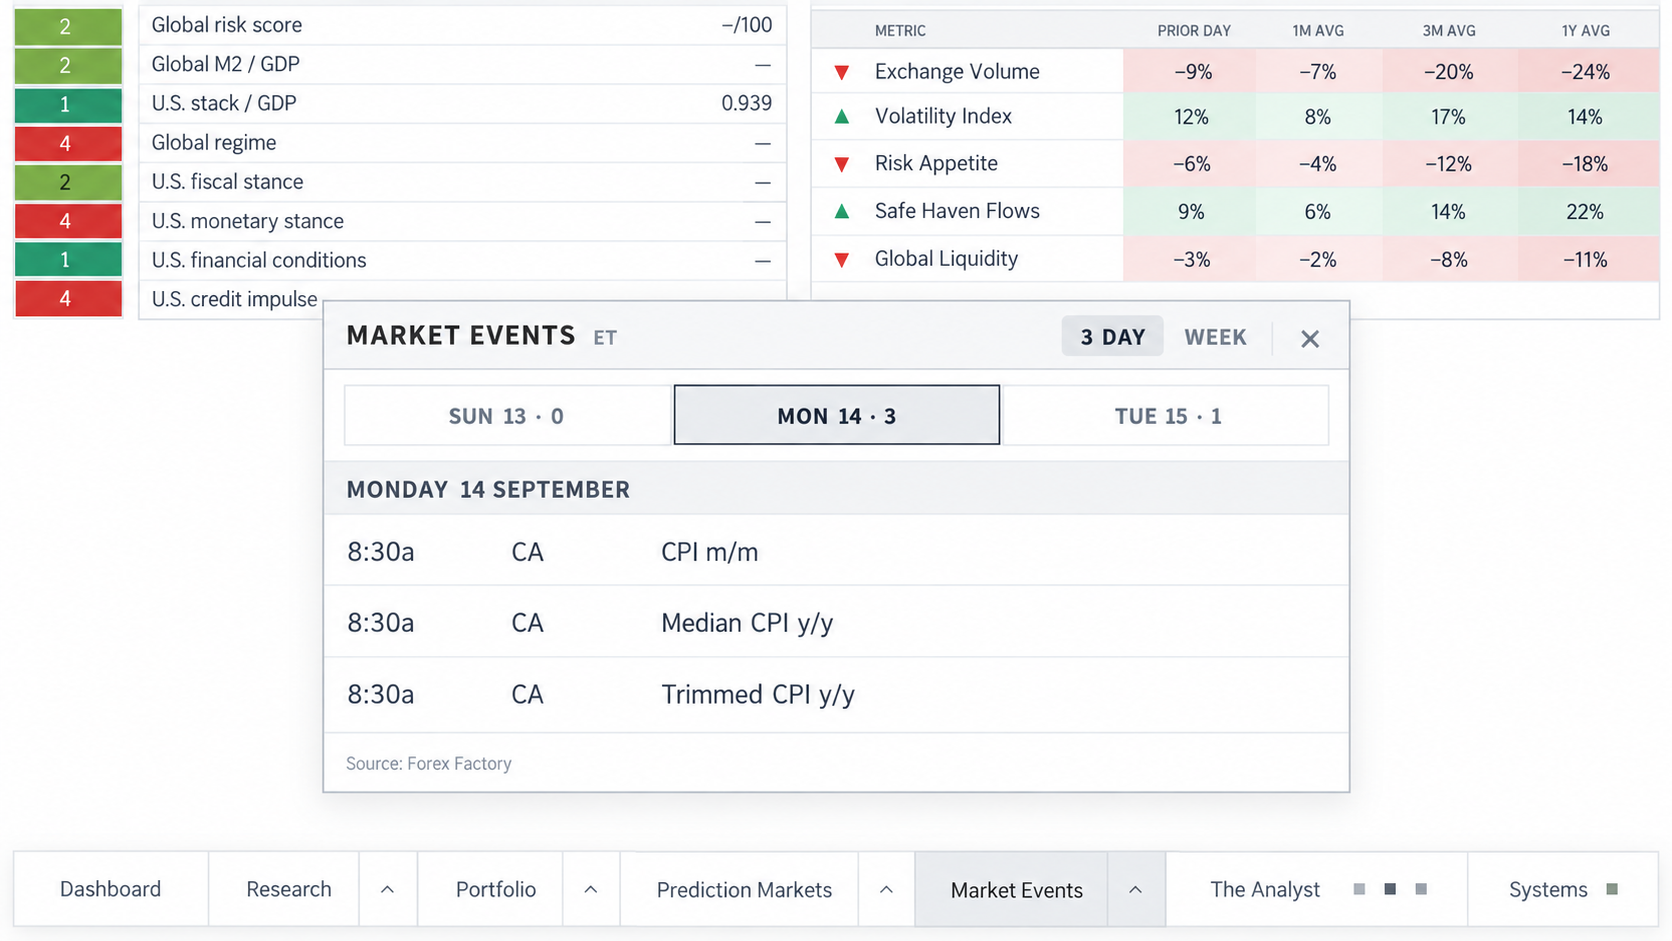 2 Global risk score –/100
2 Global M2 / GDP —
1 U.S. stack / GDP 0.939
4 Global regime —
2 U.S. fiscal stance —
4 U.S. monetary stance —
1 U.S. financial conditions —
4 U.S. credit impulse
METRIC PRIOR DAY 1M AVG 3M AVG 1Y AVG
▼ Exchange Volume –9% –7% –20% –24%
▲ Volatility Index 12% 8% 17% 14%
▼ Risk Appetite –6% –4% –12% –18%
▲ Safe Haven Flows 9% 6% 14% 22%
▼ Global Liquidity –3% –2% –8% –11%
MARKET EVENTS ET 3 DAY WEEK ×
SUN 13 · 0 MON 14 · 3 TUE 15 · 1
MONDAY 14 SEPTEMBER
8:30a CA CPI m/m
8:30a CA Median CPI y/y
8:30a CA Trimmed CPI y/y
Source: Forex Factory
Dashboard Research Portfolio Prediction Markets Market Events The Analyst Systems